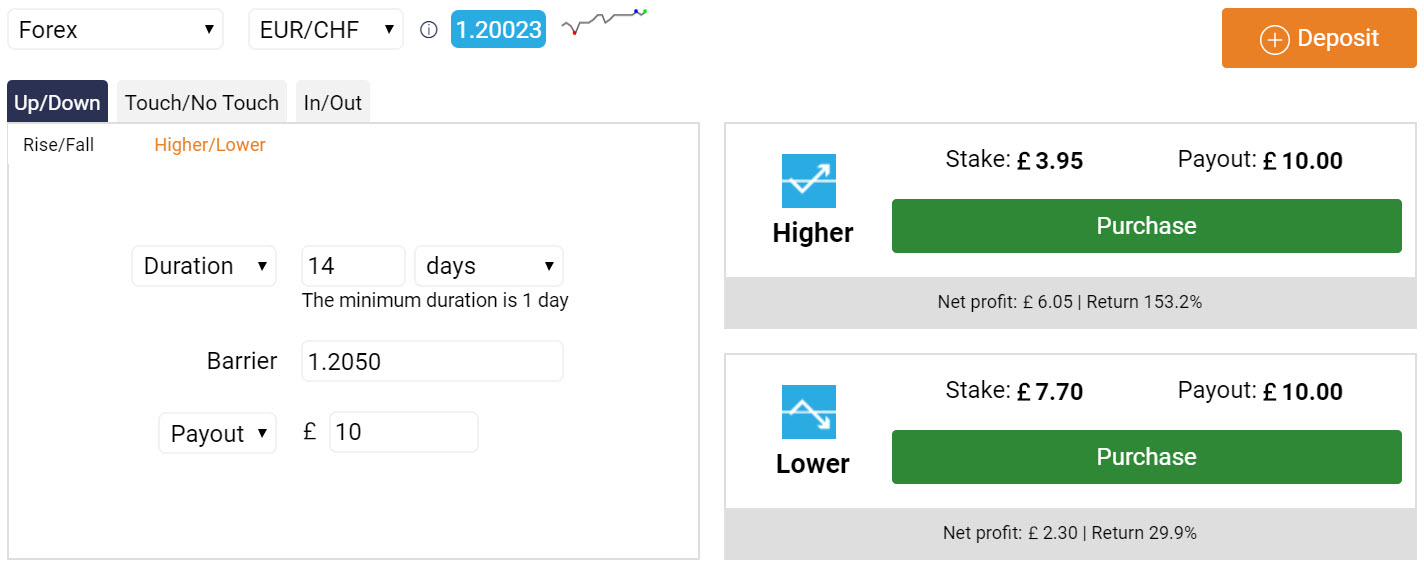 Forex EUR/CHF 1.20023 Deposit
Up/Down Touch/No Touch In/Out
Rise/Fall Higher/Lower
Duration 14 days
The minimum duration is 1 day
Barrier 1.2050
Payout £ 10
Stake: £ 3.95 Payout: £ 10.00
Higher Purchase
Net profit: £ 6.05 | Return 153.2%
Stake: £ 7.70 Payout: £ 10.00
Lower Purchase
Net profit: £ 2.30 | Return 29.9%